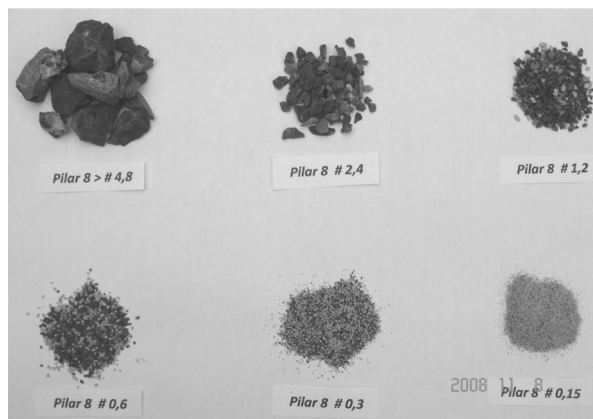 Pilar 8 > # 4,8
Pilar 8 # 2,4
Pilar 8 # 1,2
Pilar 8 # 0,6
Pilar 8 # 0,3
Pilar 8 # 0,15
2008 11 8